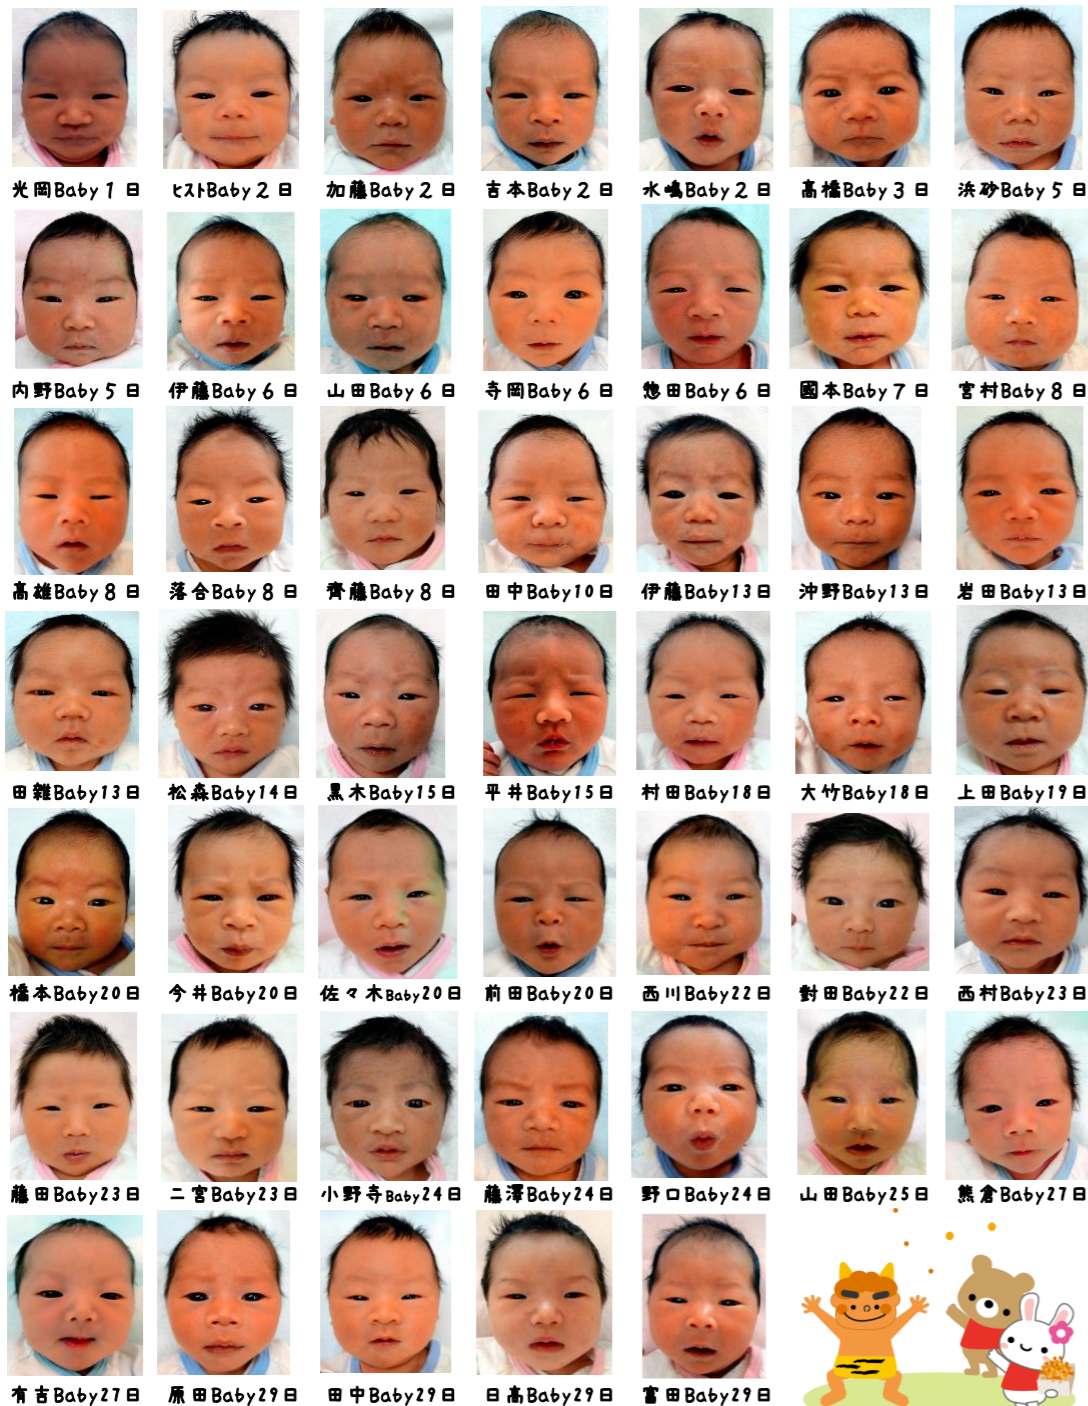 光岡Baby 1 日 ヒストBaby 2 日 加藤Baby 2 日 吉本Baby 2 日 水嶋Baby 2 日 髙橋Baby 3 日 浜砂Baby 5 日
内野Baby 5 日 伊藤Baby 6 日 山田Baby 6 日 寺岡Baby 6 日 惣田Baby 6 日 國本Baby 7 日 宮村Baby 8 日
髙雄Baby 8 日 落合Baby 8 日 齊藤Baby 8 日 田中Baby10日 伊藤Baby13日 沖野Baby13日 岩田Baby13日
田雜Baby13日 松森Baby14日 黒木Baby15日 平井Baby15日 村田Baby18日 大竹Baby18日 上田Baby19日
橋本Baby20日 今井Baby20日 佐々木Baby20日 前田Baby20日 西川Baby22日 對田Baby22日 西村Baby23日
藤田Baby23日 二宮Baby23日 小野寺Baby24日 藤澤Baby24日 野口Baby24日 山田Baby25日 熊倉Baby27日
有吉Baby27日 原田Baby29日 田中Baby29日 日髙Baby29日 富田Baby29日